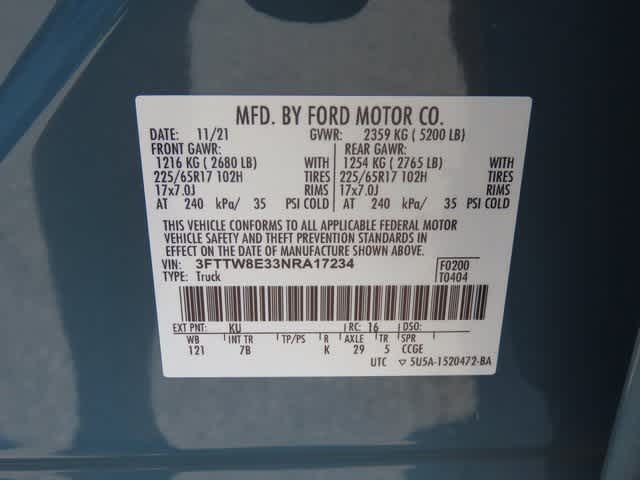 MFD. BY FORD MOTOR CO.
DATE: 11/21 GVWR: 2359 KG ( 5200 LB)
FRONT GAWR: REAR GAWR:
1216 KG ( 2680 LB) WITH 1254 KG ( 2765 LB) WITH
225/65R17 102H TIRES 225/65R17 102H TIRES
17x7.0J RIMS 17x7.0J RIMS
AT 240 kPa/ 35 PSI COLD AT 240 kPa/ 35 PSI COLD
THIS VEHICLE CONFORMS TO ALL APPLICABLE FEDERAL MOTOR
VEHICLE SAFETY AND THEFT PREVENTION STANDARDS IN
EFFECT ON THE DATE OF MANUFACTURE SHOWN ABOVE.
VIN: 3FTTW8E33NRA17234 F0200
TYPE: Truck T0404
EXT PNT: KU RC: 16 DSO:
WB INT TR TP/PS R AXLE TR SPR
121 7B K 29 5 CCGE
UTC ▽ 5U5A-1520472-BA